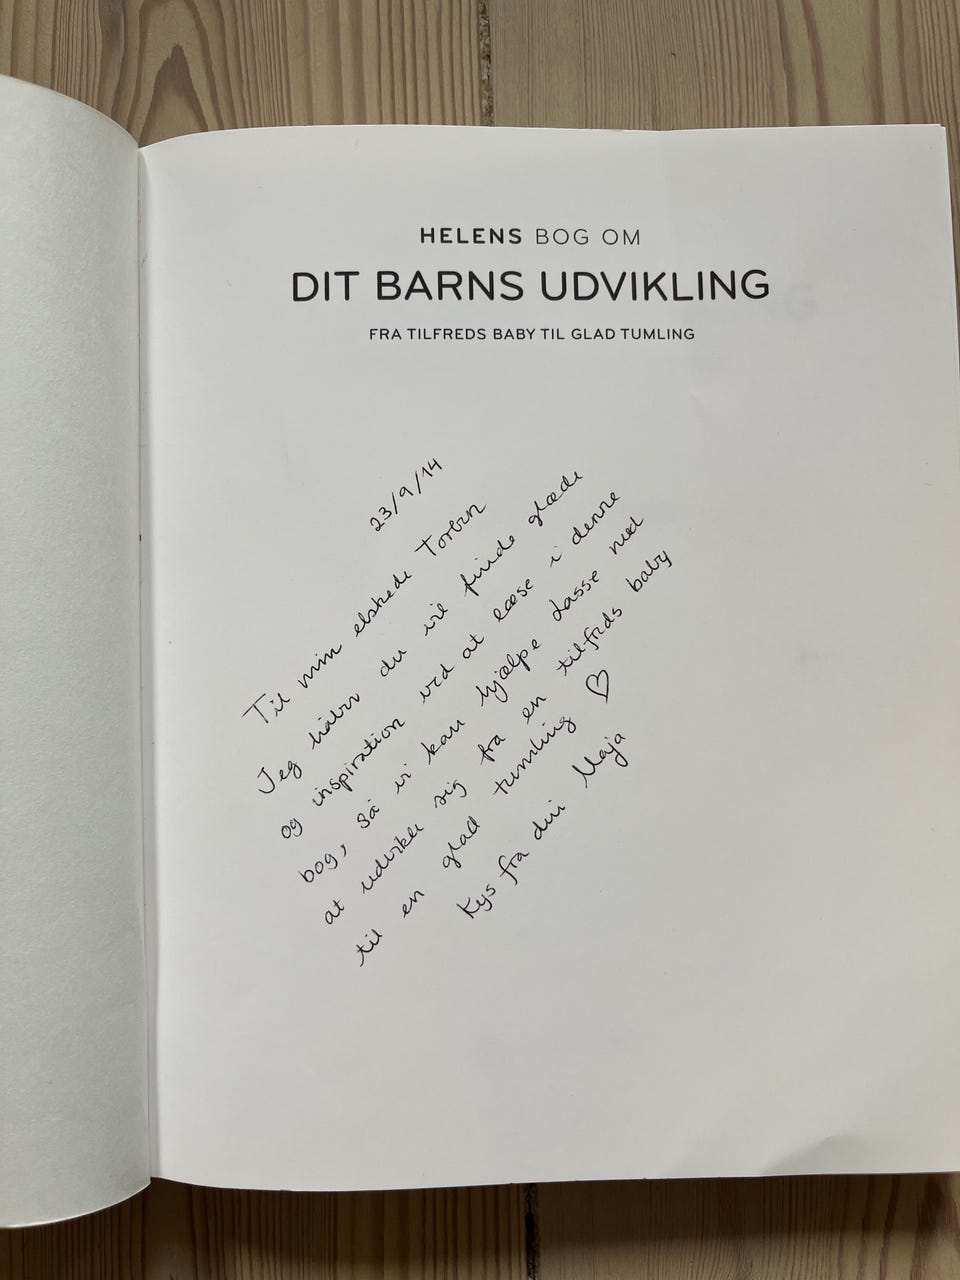 HELENS BOG OM
DIT BARNS UDVIKLING
FRA TILFREDS BABY TIL GLAD TUMLING
23/9/14
Til min elskede Torben
Jeg håber du vil finde glæde
og inspiration ved at læse i denne
bog, så vi kan hjælpe Lasse med
at udvikle sig fra en tilfreds baby
til en glad tumling ♡
Kys fra din Maja